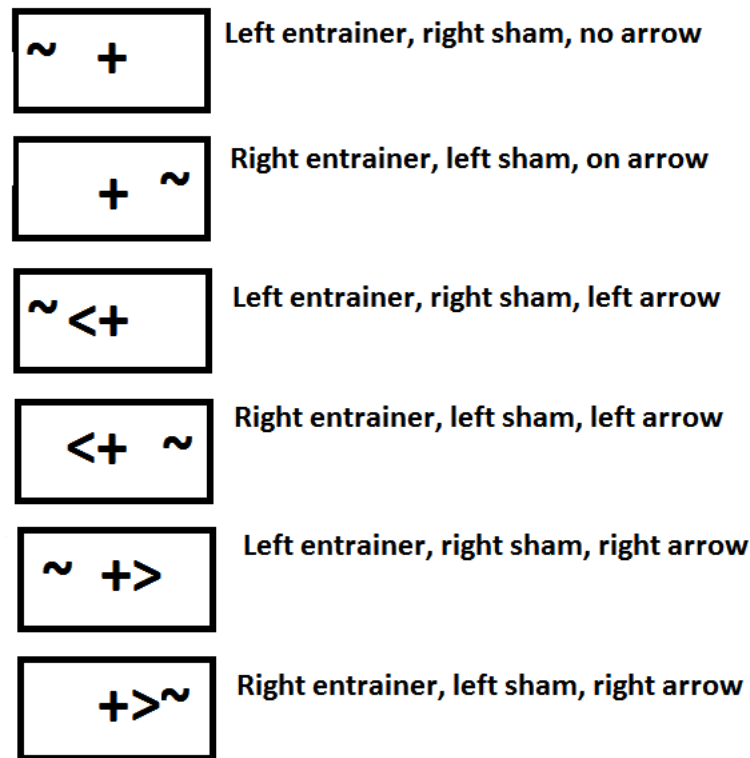 ~ + Left entrainer, right sham, no arrow
+ ~ Right entrainer, left sham, on arrow
~ <+ Left entrainer, right sham, left arrow
<+ ~ Right entrainer, left sham, left arrow
~ +> Left entrainer, right sham, right arrow
+>~ Right entrainer, left sham, right arrow